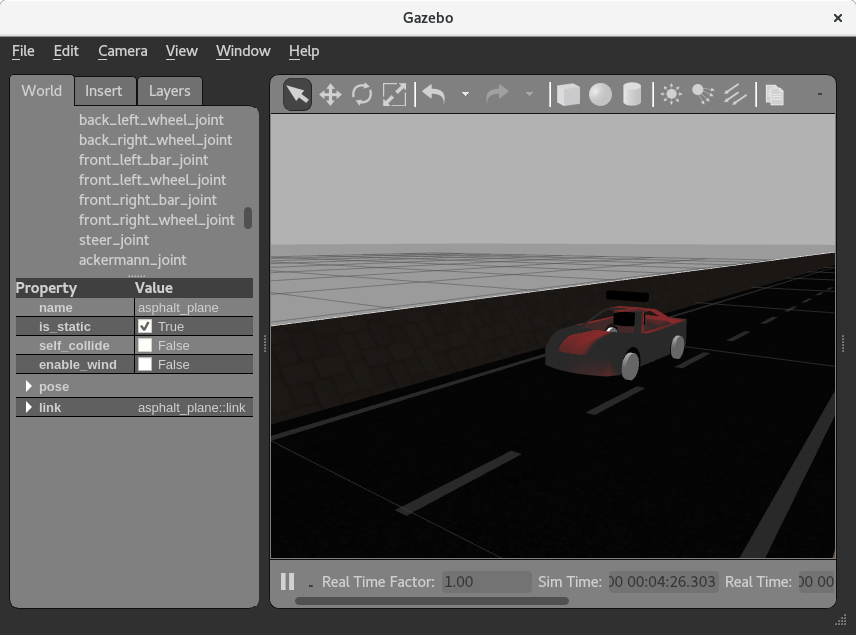 Gazebo
File Edit Camera View Window Help
World Insert Layers
back_left_wheel_joint
back_right_wheel_joint
front_left_bar_joint
front_left_wheel_joint
front_right_bar_joint
front_right_wheel_joint
steer_joint
ackermann_joint
Property Value
name asphalt_plane
is_static True
self_collide False
enable_wind False
pose
link asphalt_plane::link
Real Time Factor: 1.00 Sim Time: 00 00:04:26.303 Real Time: 00 00